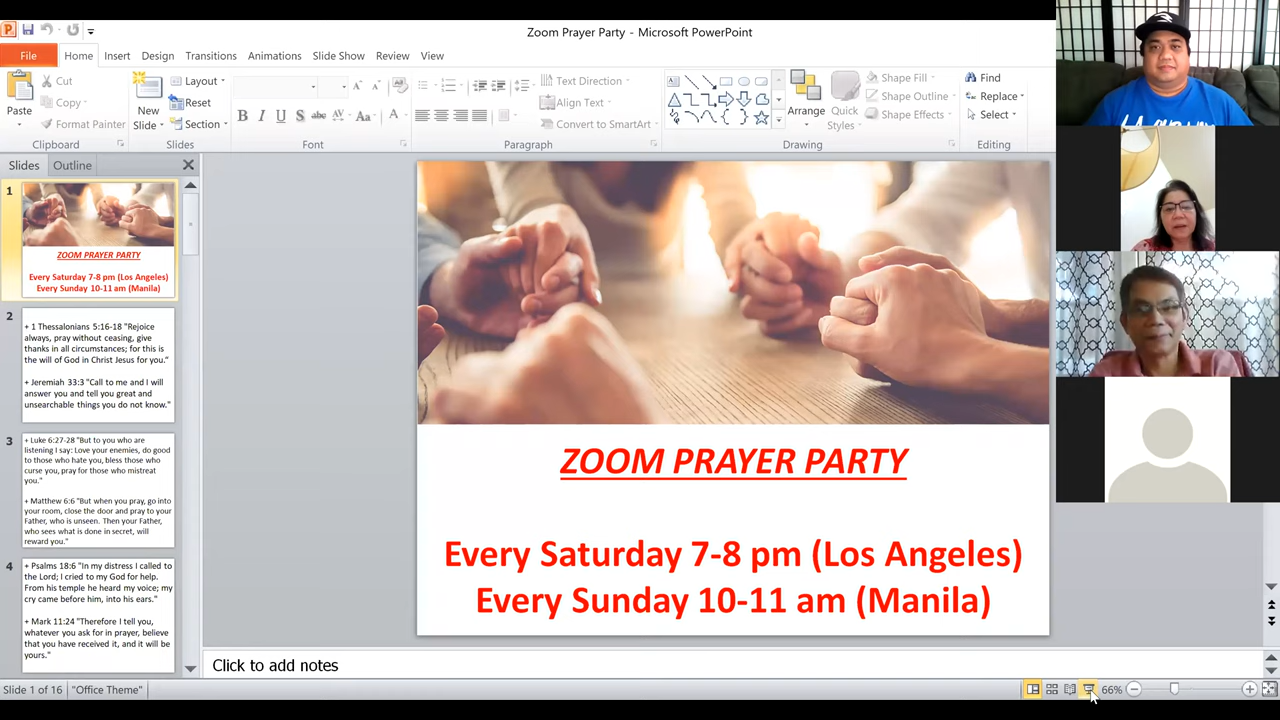 Zoom Prayer Party - Microsoft PowerPoint
File Home Insert Design Transitions Animations Slide Show Review View
Paste
Cut
Copy
Format Painter
Clipboard
New
Slide
Layout
Reset
Section
Slides
B I U S abc AV Aa A
Font
Text Direction
Align Text
Convert to SmartArt
Paragraph
Arrange
Quick
Styles
Shape Fill
Shape Outline
Shape Effects
Drawing
Find
Replace
Select
Editing
Slides Outline
1
ZOOM PRAYER PARTY
Every Saturday 7-8 pm (Los Angeles)
Every Sunday 10-11 am (Manila)
2
+ 1 Thessalonians 5:16-18 "Rejoice
always, pray without ceasing, give
thanks in all circumstances; for this is
the will of God in Christ Jesus for you."
+ Jeremiah 33:3 "Call to me and I will
answer you and tell you great and
unsearchable things you do not know."
3
+ Luke 6:27-28 "But to you who are
listening I say: Love your enemies, do good
to those who hate you, bless those who
curse you, pray for those who mistreat
you."
+ Matthew 6:6 "But when you pray, go into
your room, close the door and pray to your
Father, who is unseen. Then your Father,
who sees what is done in secret, will
reward you."
4
+ Psalms 18:6 "In my distress I called to
the Lord; I cried to my God for help.
From his temple he heard my voice; my
cry came before him, into his ears."
+ Mark 11:24 "Therefore I tell you,
whatever you ask for in prayer, believe
that you have received it, and it will be
yours."
ZOOM PRAYER PARTY
Every Saturday 7-8 pm (Los Angeles)
Every Sunday 10-11 am (Manila)
Click to add notes
Slide 1 of 16 "Office Theme" 66%